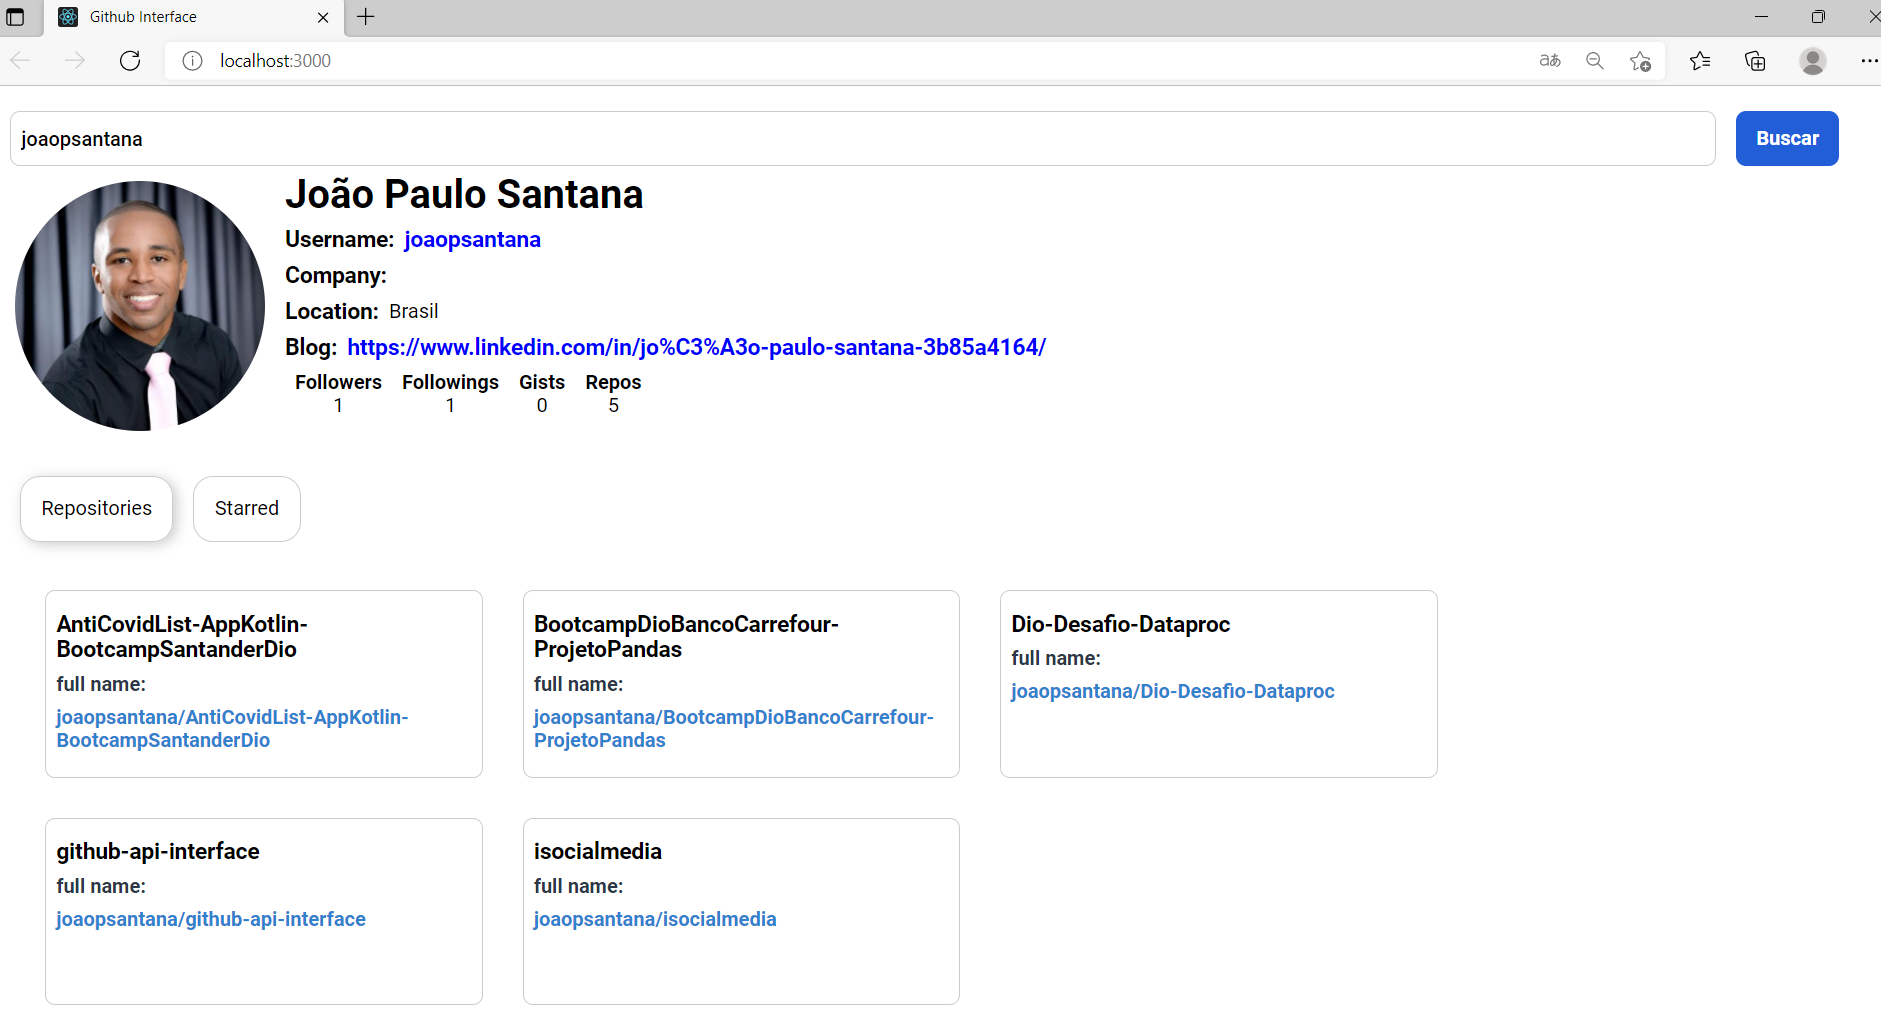 Github Interface
localhost:3000
aあ
joaopsantana
Buscar
João Paulo Santana
Username: joaopsantana
Company:
Location: Brasil
Blog: https://www.linkedin.com/in/jo%C3%A3o-paulo-santana-3b85a4164/
Followers Followings Gists Repos
1 1 0 5
Repositories Starred
AntiCovidList-AppKotlin-
BootcampSantanderDio
full name:
joaopsantana/AntiCovidList-AppKotlin-
BootcampSantanderDio
BootcampDioBancoCarrefour-
ProjetoPandas
full name:
joaopsantana/BootcampDioBancoCarrefour-
ProjetoPandas
Dio-Desafio-Dataproc
full name:
joaopsantana/Dio-Desafio-Dataproc
github-api-interface
full name:
joaopsantana/github-api-interface
isocialmedia
full name:
joaopsantana/isocialmedia